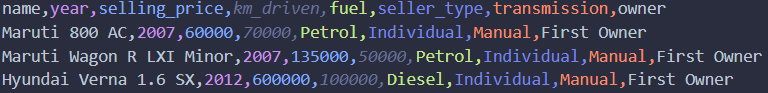 name,year,selling_price,km_driven,fuel,seller_type,transmission,owner
Maruti 800 AC,2007,60000,70000,Petrol,Individual,Manual,First Owner
Maruti Wagon R LXI Minor,2007,135000,50000,Petrol,Individual,Manual,First Owner
Hyundai Verna 1.6 SX,2012,600000,100000,Diesel,Individual,Manual,First Owner